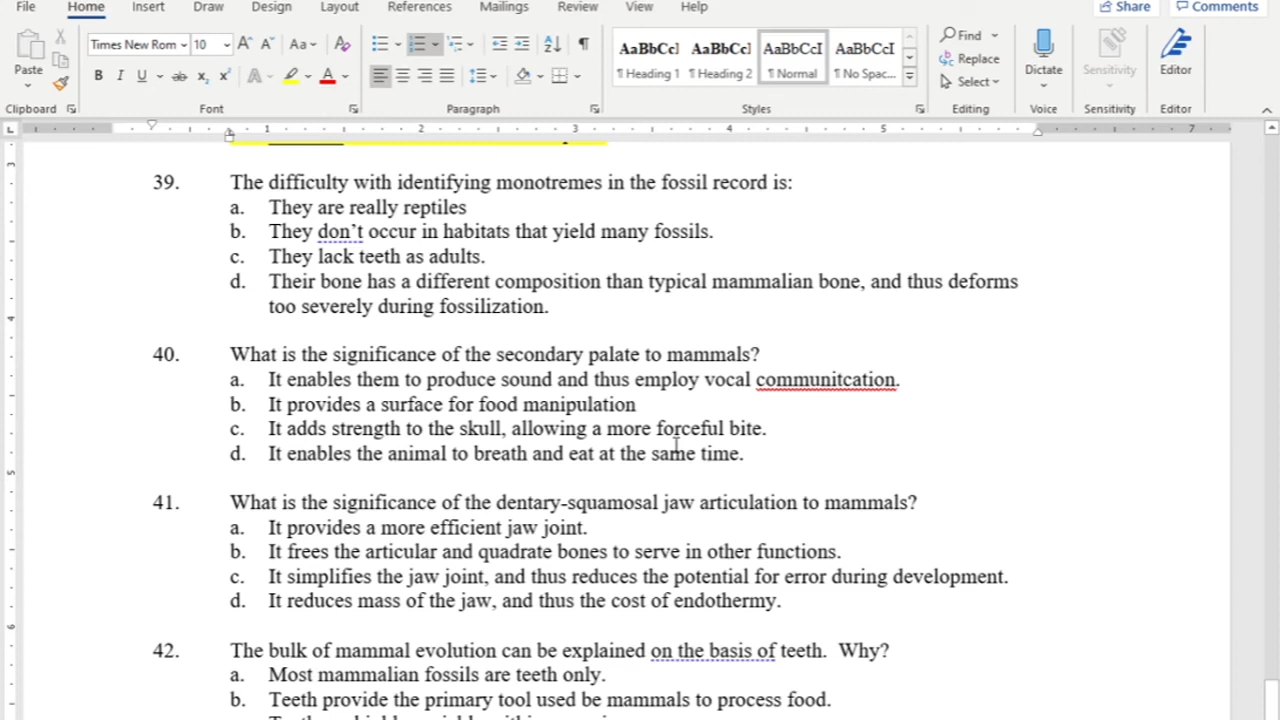 File Home Insert Draw Design Layout References Mailings Review View Help Share Comments
Times New Rom 10 Aa AaBbCcI AaBbCcI AaBbCcI AaBbCcI Find
Paste B I U ab x₂ x² A A ¶ Heading 1 ¶ Heading 2 ¶ Normal ¶ No Spac... Replace Select Dictate Sensitivity Editor
Clipboard Font Paragraph Styles Editing Voice Sensitivity Editor
1 2 3 4 5 7
39. The difficulty with identifying monotremes in the fossil record is:
a. They are really reptiles
b. They don’t occur in habitats that yield many fossils.
c. They lack teeth as adults.
d. Their bone has a different composition than typical mammalian bone, and thus deforms
too severely during fossilization.
40. What is the significance of the secondary palate to mammals?
a. It enables them to produce sound and thus employ vocal communitcation.
b. It provides a surface for food manipulation
c. It adds strength to the skull, allowing a more forceful bite.
d. It enables the animal to breath and eat at the same time.
41. What is the significance of the dentary-squamosal jaw articulation to mammals?
a. It provides a more efficient jaw joint.
b. It frees the articular and quadrate bones to serve in other functions.
c. It simplifies the jaw joint, and thus reduces the potential for error during development.
d. It reduces mass of the jaw, and thus the cost of endothermy.
42. The bulk of mammal evolution can be explained on the basis of teeth. Why?
a. Most mammalian fossils are teeth only.
b. Teeth provide the primary tool used be mammals to process food.